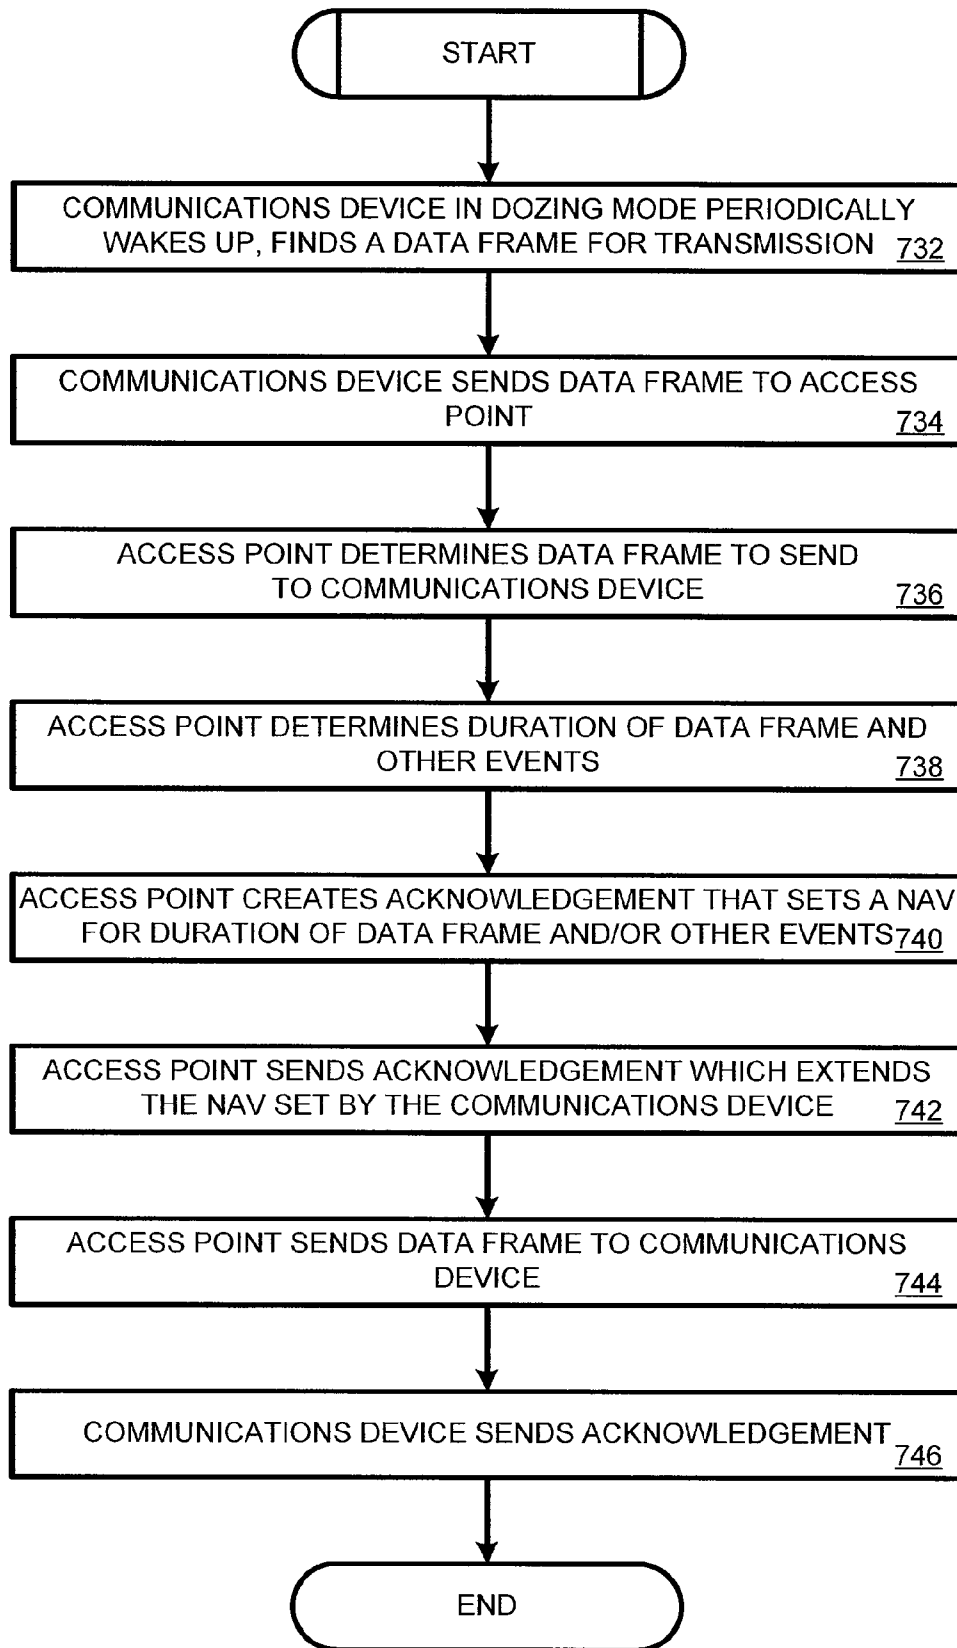 START
COMMUNICATIONS DEVICE IN DOZING MODE PERIODICALLY
WAKES UP, FINDS A DATA FRAME FOR TRANSMISSION 732
COMMUNICATIONS DEVICE SENDS DATA FRAME TO ACCESS
POINT 734
ACCESS POINT DETERMINES DATA FRAME TO SEND
TO COMMUNICATIONS DEVICE 736
ACCESS POINT DETERMINES DURATION OF DATA FRAME AND
OTHER EVENTS 738
ACCESS POINT CREATES ACKNOWLEDGEMENT THAT SETS A NAV
FOR DURATION OF DATA FRAME AND/OR OTHER EVENTS 740
ACCESS POINT SENDS ACKNOWLEDGEMENT WHICH EXTENDS
THE NAV SET BY THE COMMUNICATIONS DEVICE 742
ACCESS POINT SENDS DATA FRAME TO COMMUNICATIONS
DEVICE 744
COMMUNICATIONS DEVICE SENDS ACKNOWLEDGEMENT 746
END